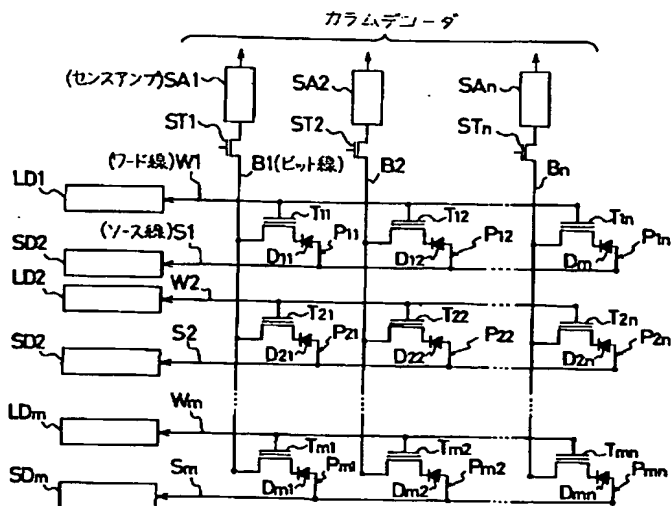 カラムデコーダ
(センスアンプ)SA1 SA2 SAn
ST1 ST2 STn
(ワード線)W1 B1(ビット線) B2 Bn
LD1
T11 T12 T1n
(ソース線)S1 P11 P12 P1n
SD2
D11 D12 Dm
LD2
W2
T21 T22 T2n
S2 P21 P22 P2n
SD2
D21 D22 D2n
LDm
Wm
Tm1 Tm2 Tmn
Sm Pm1 Pm2 Pmn
SDm
Dm1 Dm2 Dmn